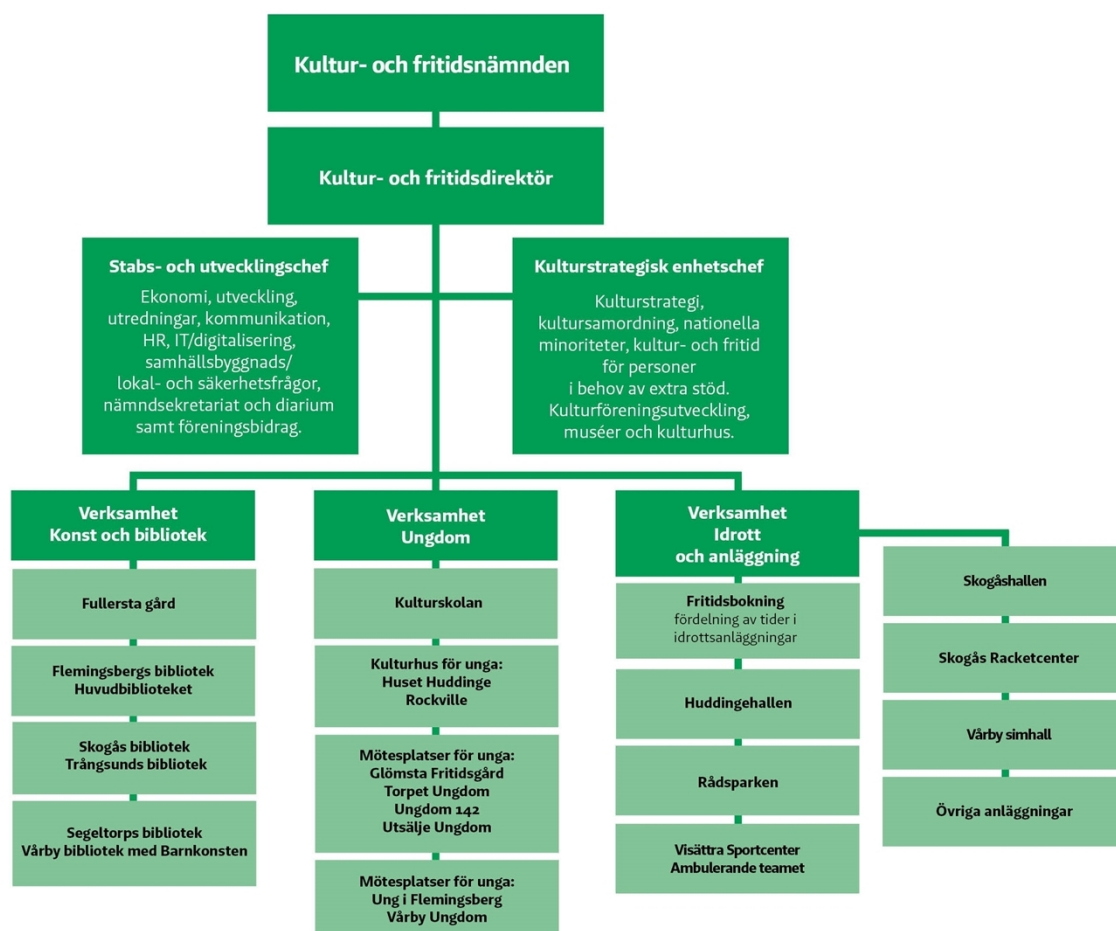 Kultur- och fritidsnämnden
Kultur- och fritidsdirektör
Stabs- och utvecklingschef
Ekonomi, utveckling,
utredningar, kommunikation,
HR, IT/digitalisering,
samhällsbyggnads/
lokal- och säkerhetsfrågor,
nämndsekretariat och diarium
samt föreningsbidrag.
Kulturstrategisk enhetschef
Kulturstrategi,
kultursamordning, nationella
minoriteter, kultur- och fritid
för personer
i behov av extra stöd.
Kulturföreningsutveckling,
muséer och kulturhus.
Verksamhet
Konst och bibliotek
Fullersta gård
Flemingsbergs bibliotek
Huvudbiblioteket
Skogås bibliotek
Trångsunds bibliotek
Segeltorps bibliotek
Vårby bibliotek med Barnkonsten
Verksamhet
Ungdom
Kulturskolan
Kulturhus för unga:
Huset Huddinge
Rockville
Mötesplatser för unga:
Glömsta Fritidsgård
Torpet Ungdom
Ungdom 142
Utsälje Ungdom
Mötesplatser för unga:
Ung i Flemingsberg
Vårby Ungdom
Verksamhet
Idrott
och anläggning
Fritidsbokning
fördelning av tider i
idrottsanläggningar
Huddingehallen
Rådsparken
Visättra Sportcenter
Ambulerande teamet
Skogåshallen
Skogås Racketcenter
Vårby simhall
Övriga anläggningar